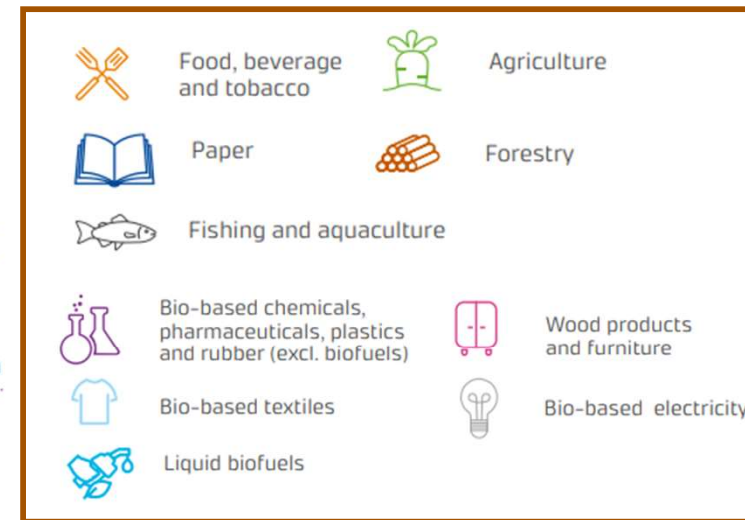 Food, beverage
and tobacco
Agriculture
Paper
Forestry
Fishing and aquaculture
Bio-based chemicals,
pharmaceuticals, plastics
and rubber (excl. biofuels)
Wood products
and furniture
Bio-based textiles
Bio-based electricity
Liquid biofuels